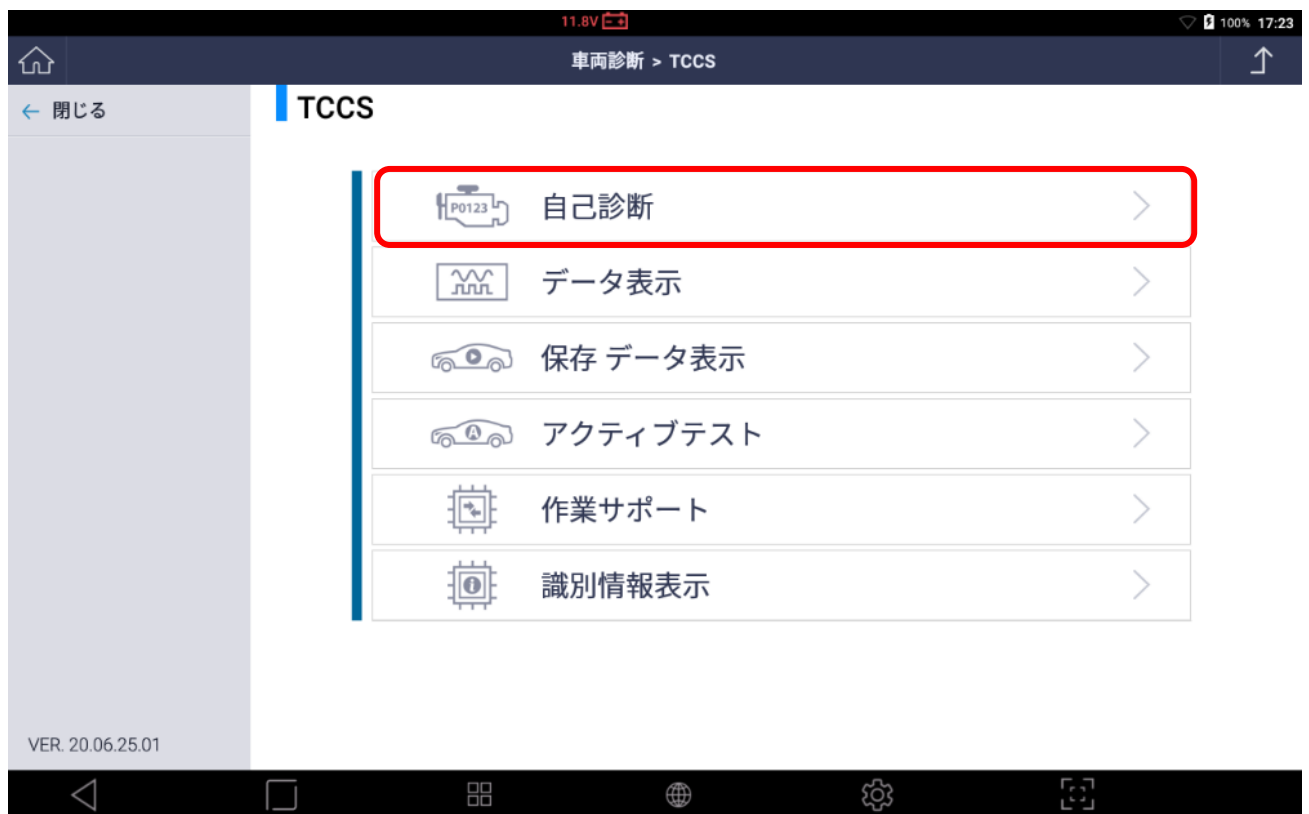 11.8V
100% 17:23
車両診断 > TCCS
← 閉じる
TCCS
P0123 自己診断
データ表示
保存 データ表示
A アクティブテスト
作業サポート
識別情報表示
VER. 20.06.25.01